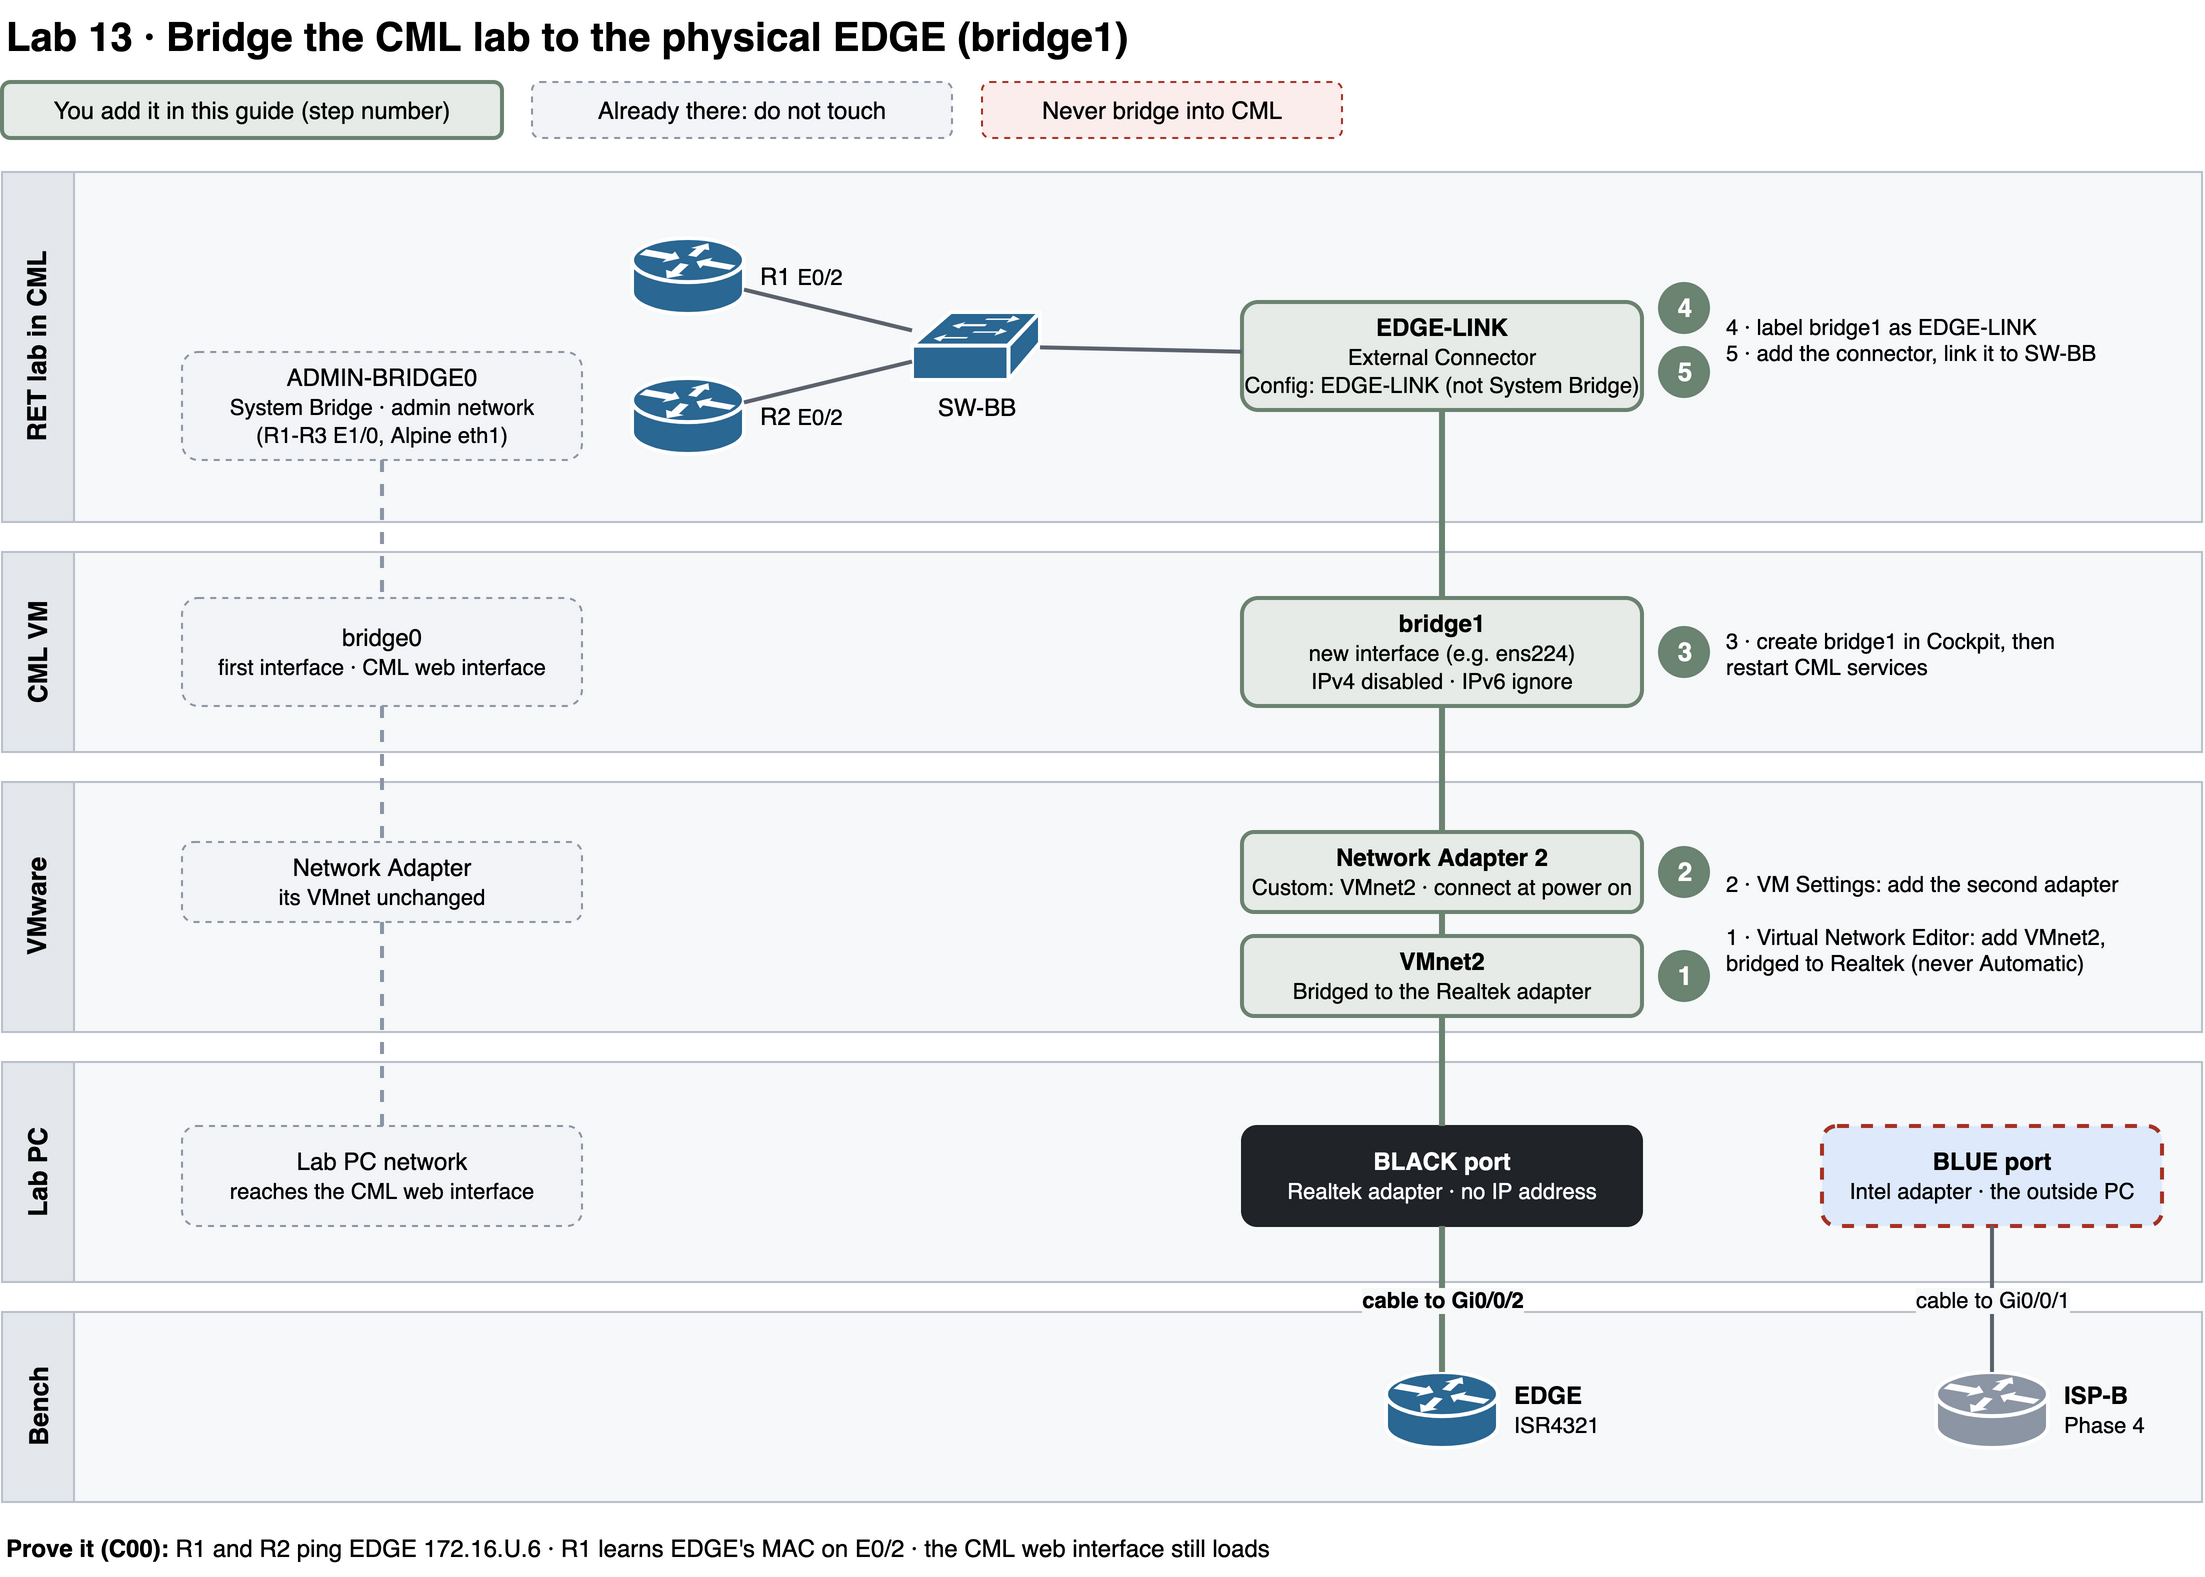 Lab 13 · Bridge the CML lab to the physical EDGE (bridge1)
You add it in this guide (step number)
Already there: do not touch
Never bridge into CML
RET lab in CML
R1 E0/2
R2 E0/2
SW-BB
ADMIN-BRIDGE0
System Bridge · admin network
(R1-R3 E1/0, Alpine eth1)
EDGE-LINK
External Connector
Config: EDGE-LINK (not System Bridge)
4
5
4 · label bridge1 as EDGE-LINK
5 · add the connector, link it to SW-BB
CML VM
bridge0
first interface · CML web interface
bridge1
new interface (e.g. ens224)
IPv4 disabled · IPv6 ignore
3
3 · create bridge1 in Cockpit, then
restart CML services
VMware
Network Adapter
its VMnet unchanged
Network Adapter 2
Custom: VMnet2 · connect at power on
2
2 · VM Settings: add the second adapter
VMnet2
Bridged to the Realtek adapter
1
1 · Virtual Network Editor: add VMnet2,
bridged to Realtek (never Automatic)
Lab PC
Lab PC network
reaches the CML web interface
BLACK port
Realtek adapter · no IP address
BLUE port
Intel adapter · the outside PC
cable to Gi0/0/2
cable to Gi0/0/1
Bench
EDGE
ISR4321
ISP-B
Phase 4
Prove it (C00): R1 and R2 ping EDGE 172.16.U.6 · R1 learns EDGE's MAC on E0/2 · the CML web interface still loads